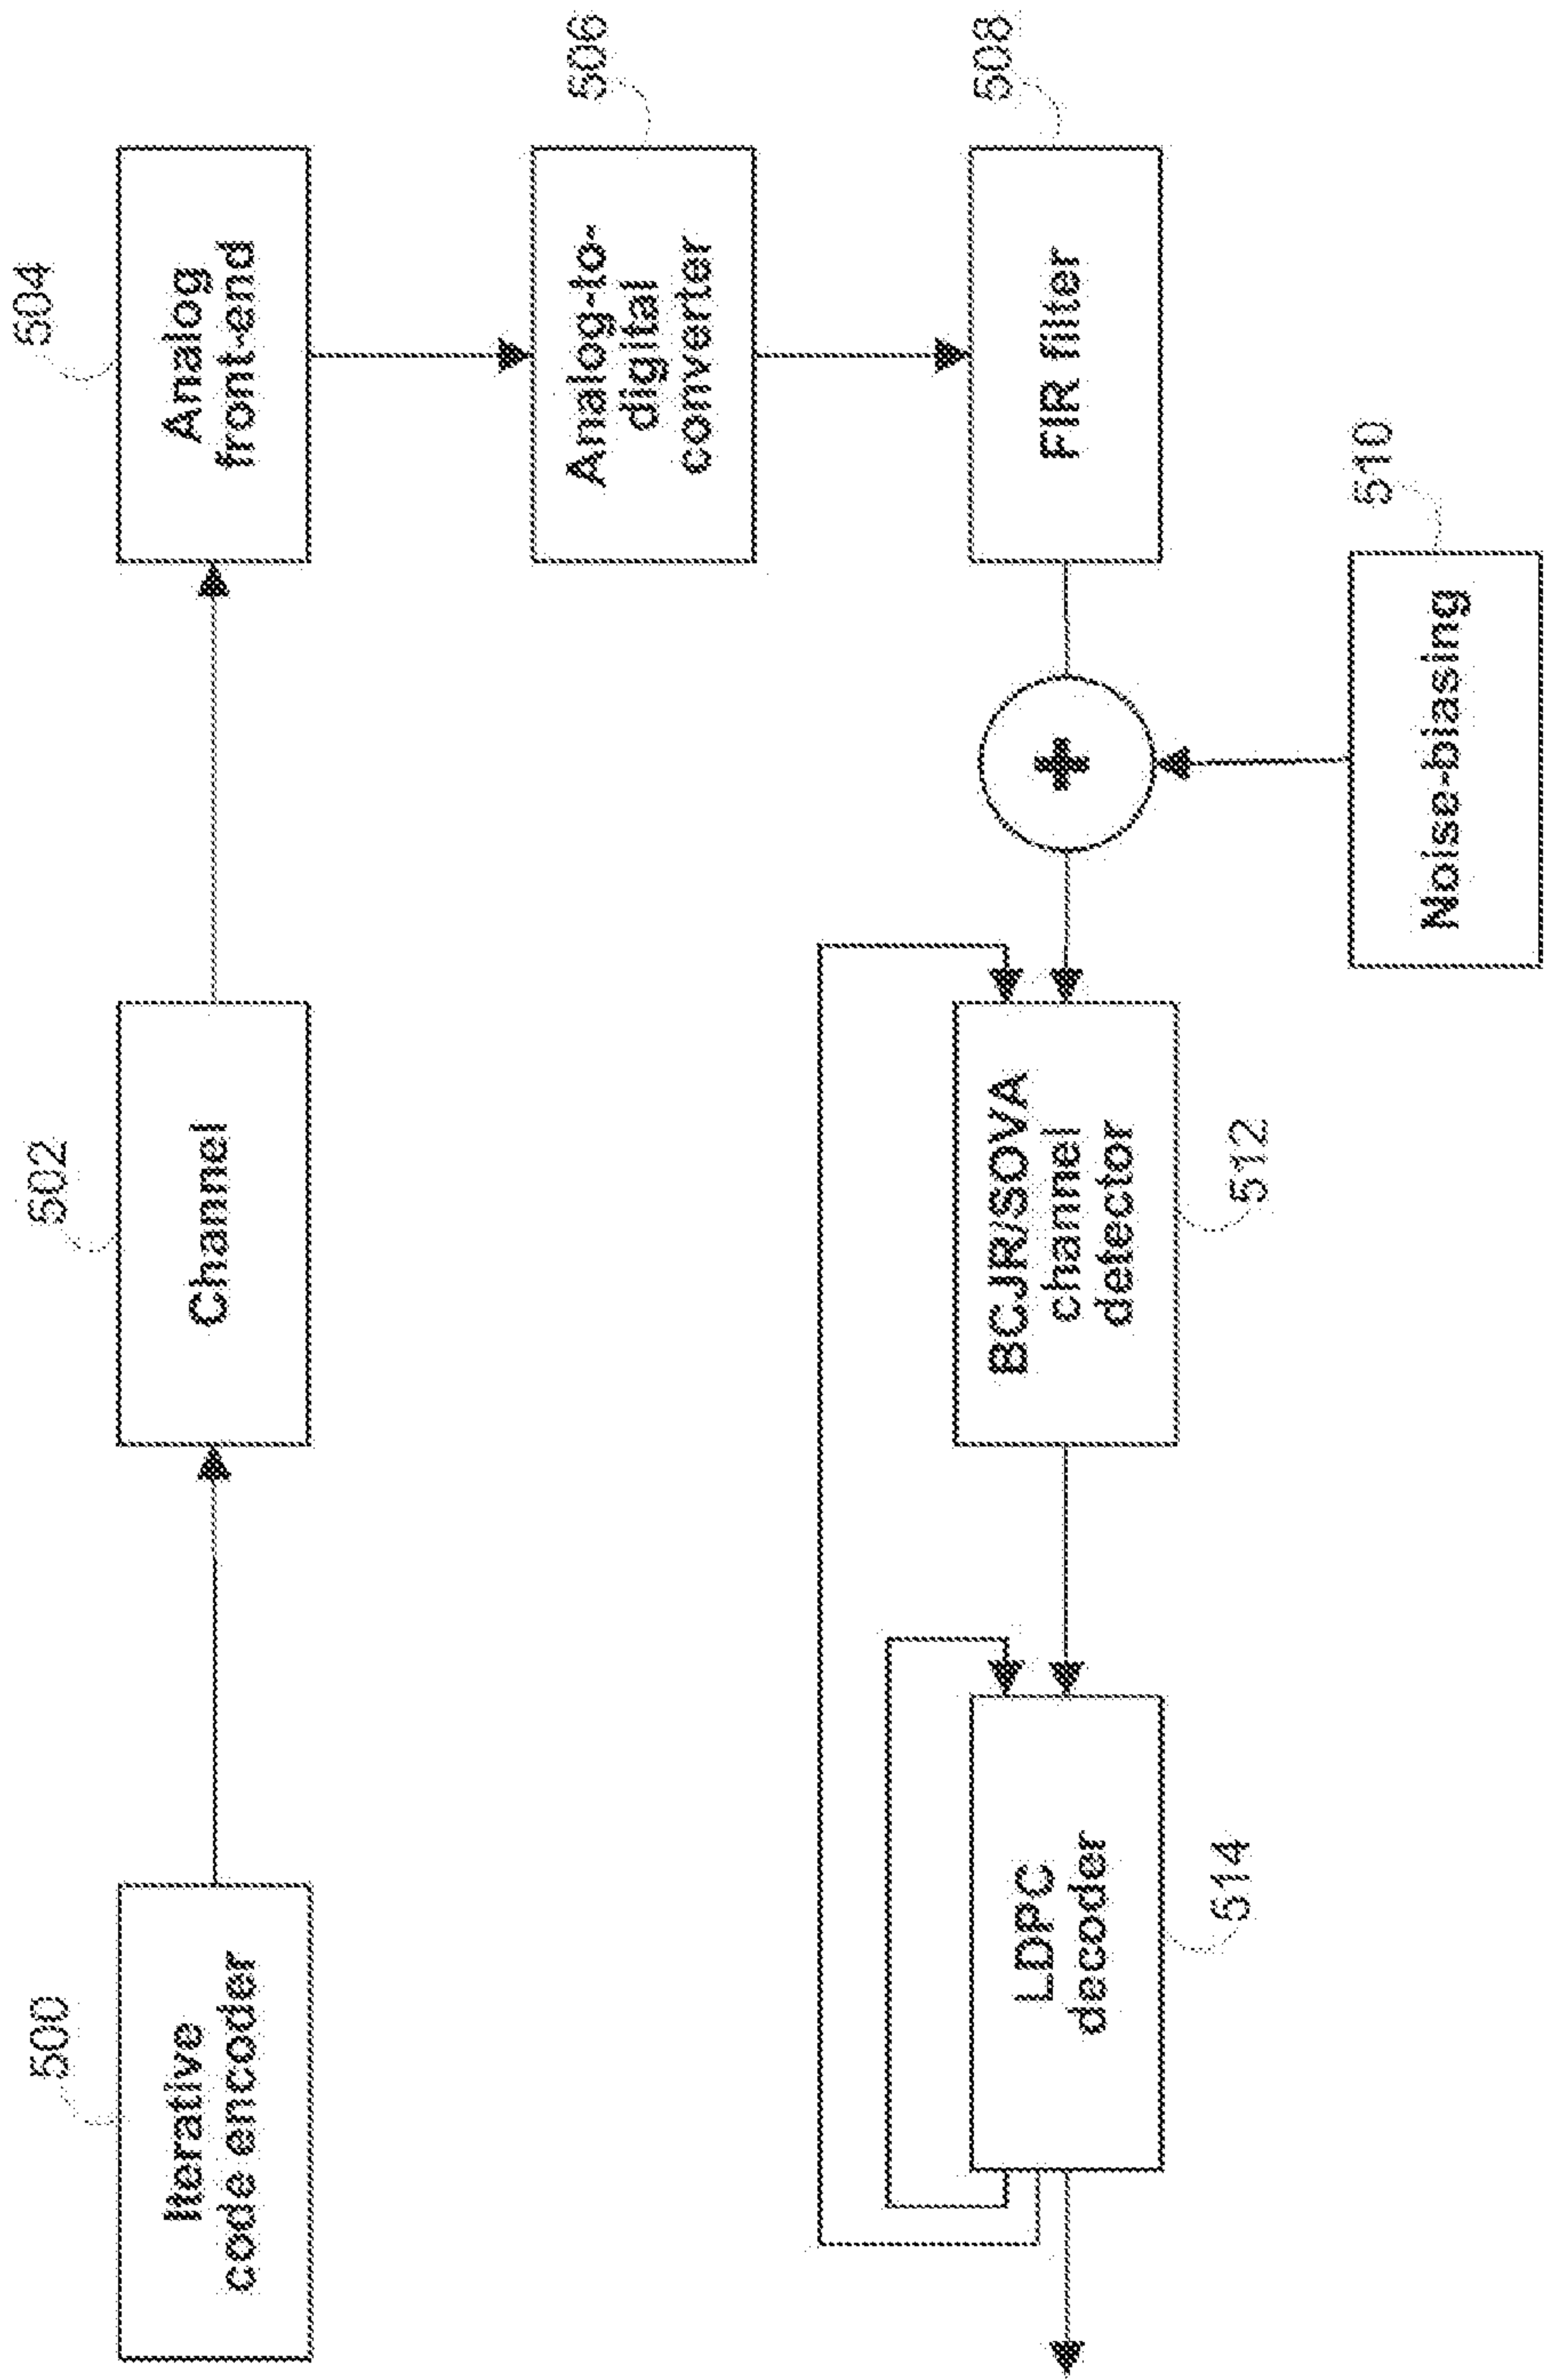 500
Iterative
code encoder
502
Channel
504
Analog
front-end
506
Analog-to-
digital
converter
508
FIR filter
510
Noise-biasing
+
BCJR/SOVA
channel
detector
512
LDPC
decoder
514